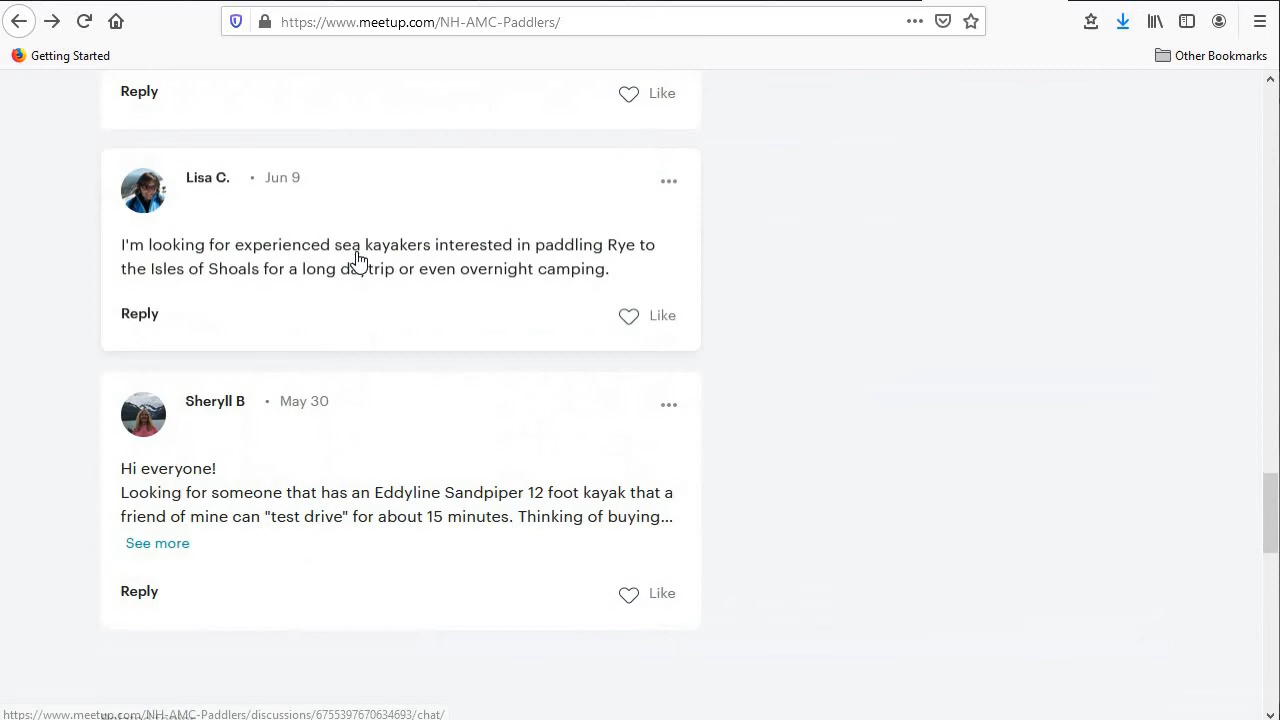 https://www.meetup.com/NH-AMC-Paddlers/
Getting Started
Other Bookmarks
Reply
Like
Lisa C. • Jun 9
I'm looking for experienced sea kayakers interested in paddling Rye to
the Isles of Shoals for a long day trip or even overnight camping.
Reply
Like
Sheryll B • May 30
Hi everyone!
Looking for someone that has an Eddyline Sandpiper 12 foot kayak that a
friend of mine can "test drive" for about 15 minutes. Thinking of buying...
See more
Reply
Like
https://www.meetup.com/NH-AMC-Paddlers/discussions/6755397670634693/chat/